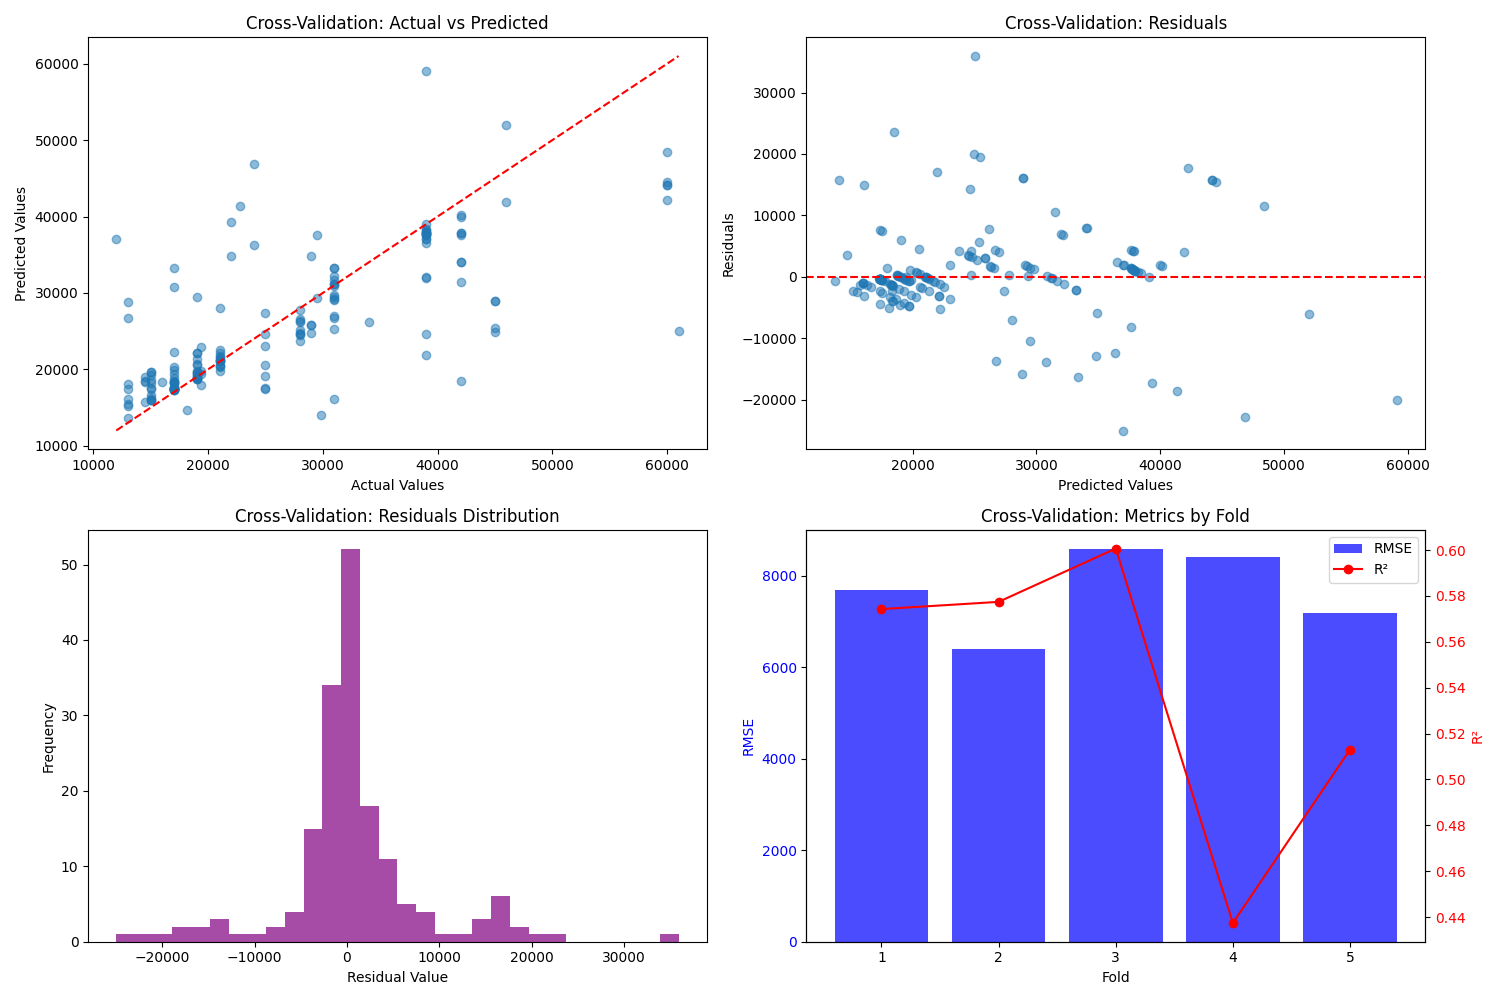 Cross-Validation: Actual vs Predicted
60000
50000
40000
30000
20000
10000
Predicted Values
10000 20000 30000 40000 50000 60000
Actual Values
Cross-Validation: Residuals
30000
20000
10000
0
−10000
−20000
Residuals
20000 30000 40000 50000 60000
Predicted Values
Cross-Validation: Residuals Distribution
50
40
30
20
10
0
Frequency
−20000 −10000 0 10000 20000 30000
Residual Value
Cross-Validation: Metrics by Fold
RMSE
R²
8000
6000
4000
2000
0
RMSE
0.60
0.58
0.56
0.54
0.52
0.50
0.48
0.46
0.44
R²
1 2 3 4 5
Fold